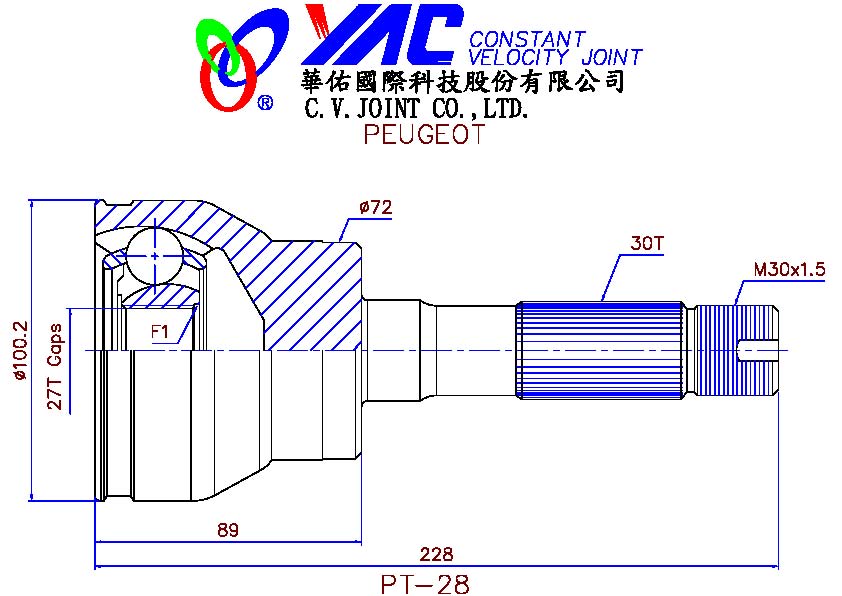 YAC CONSTANT
VELOCITY JOINT
®
華佑國際科技股份有限公司
C.V.JOINT CO.,LTD.
PEUGEOT
ø72
30T
M30x1.5
F1
ø100.2
27T Gaps
89
228
PT-28